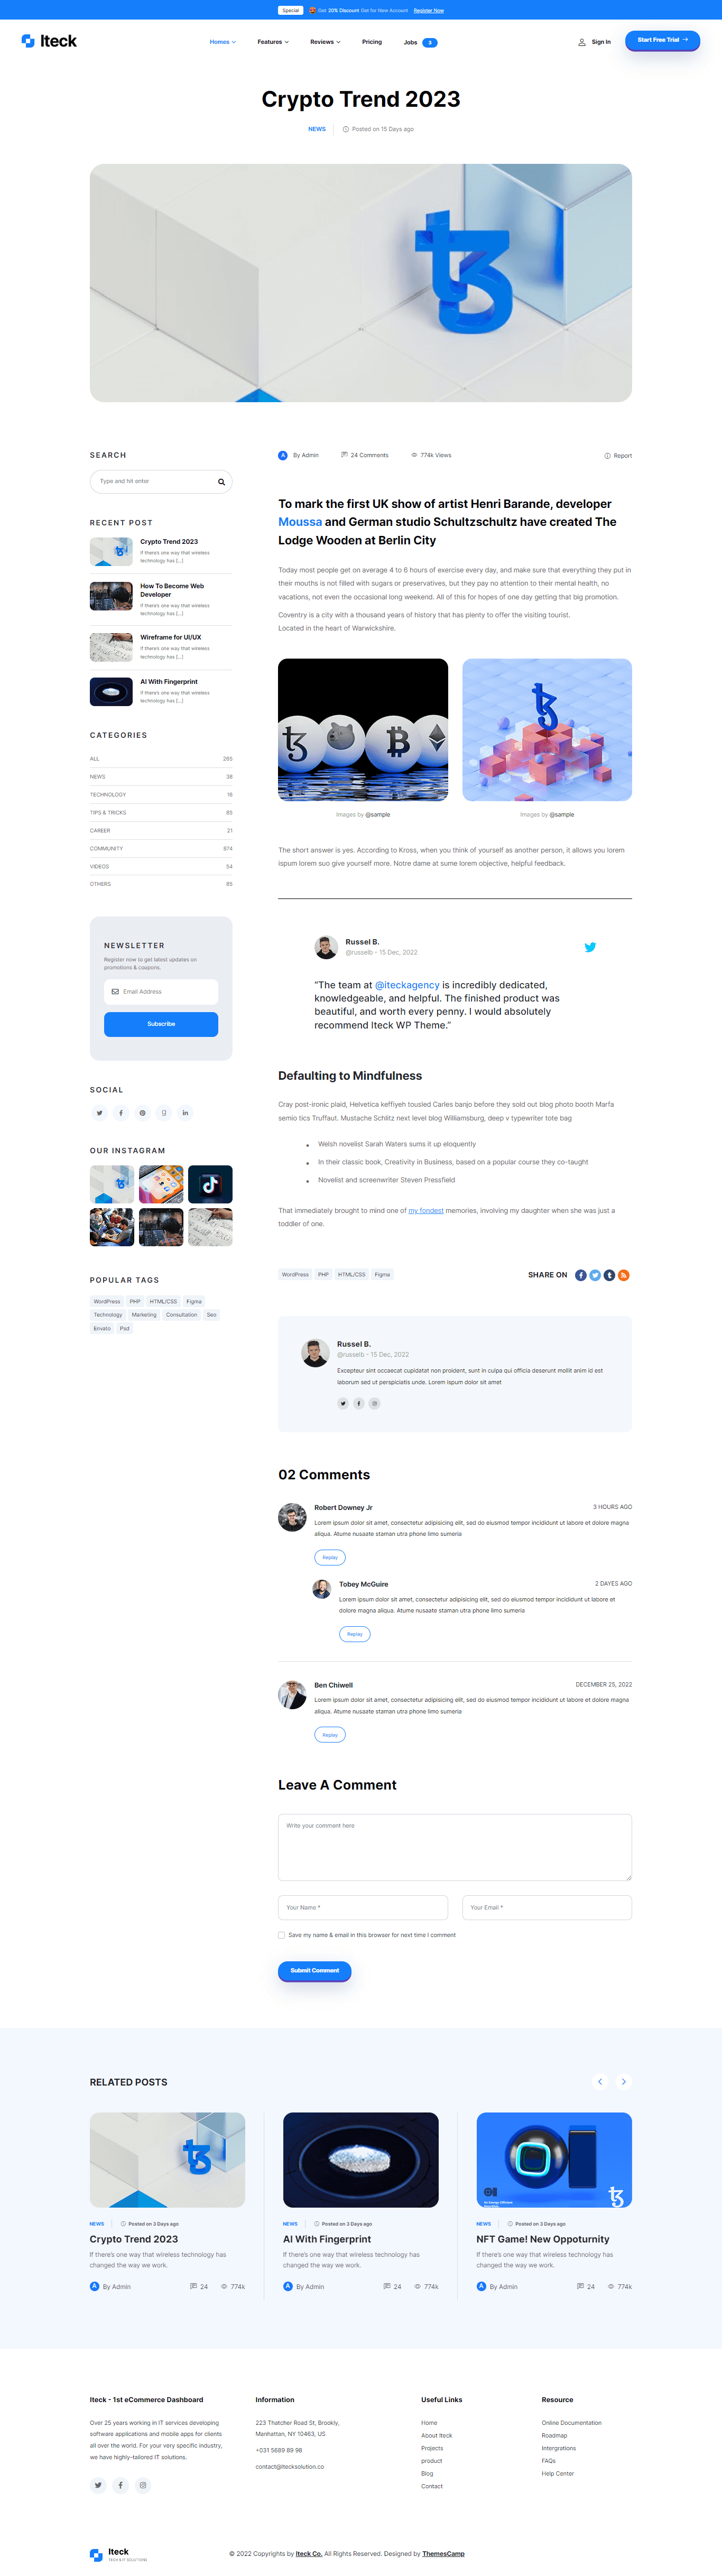 Special Get 20% Discount Get for New Account Register Now
Iteck
Homes Features Reviews Pricing Jobs 3
Sign In
Start Free Trial
Crypto Trend 2023
NEWS Posted on 15 Days ago
SEARCH
Type and hit enter
RECENT POST
Crypto Trend 2023
If there's one way that wireless
technology has [...]
How To Become Web
Developer
If there's one way that wireless
technology has [...]
Wireframe for UI/UX
If there's one way that wireless
technology has [...]
AI With Fingerprint
If there's one way that wireless
technology has [...]
CATEGORIES
ALL 265
NEWS 38
TECHNOLOGY 16
TIPS & TRICKS 85
CAREER 21
COMMUNITY 874
VIDEOS 54
OTHERS 85
NEWSLETTER
Register now to get latest updates on
promotions & coupons.
Email Address
Subscribe
SOCIAL
OUR INSTAGRAM
POPULAR TAGS
WordPress PHP HTML/CSS Figma
Technology Marketing Consultation Seo
Envato Psd
A By Admin 24 Comments 774k Views Report
To mark the first UK show of artist Henri Barande, developer
Moussa and German studio Schultzschultz have created The
Lodge Wooden at Berlin City
Today most people get on average 4 to 6 hours of exercise every day, and make sure that everything they put in
their mouths is not filled with sugars or preservatives, but they pay no attention to their mental health, no
vacations, not even the occasional long weekend. All of this for hopes of one day getting that big promotion.
Coventry is a city with a thousand years of history that has plenty to offer the visiting tourist.
Located in the heart of Warwickshire.
Images by @sample
Images by @sample
The short answer is yes. According to Kross, when you think of yourself as another person, it allows you lorem
ispum lorem suo give yourself more. Notre dame at sume lorem objective, helpful feedback.
Russel B.
@russelb - 15 Dec, 2022
“The team at @iteckagency is incredibly dedicated,
knowledgeable, and helpful. The finished product was
beautiful, and worth every penny. I would absolutely
recommend Iteck WP Theme.”
Defaulting to Mindfulness
Cray post-ironic plaid, Helvetica keffiyeh tousled Carles banjo before they sold out blog photo booth Marfa
semio tics Truffaut. Mustache Schlitz next level blog Williamsburg, deep v typewriter tote bag
Welsh novelist Sarah Waters sums it up eloquently
In their classic book, Creativity in Business, based on a popular course they co-taught
Novelist and screenwriter Steven Pressfield
That immediately brought to mind one of my fondest memories, involving my daughter when she was just a
toddler of one.
WordPress PHP HTML/CSS Figma
SHARE ON
Russel B.
@russelb - 15 Dec, 2022
Excepteur sint occaecat cupidatat non proident, sunt in culpa qui officia deserunt mollit anim id est
laborum sed ut perspiciatis unde. Lorem ispum dolor sit amet
02 Comments
Robert Downey Jr 3 HOURS AGO
Lorem ipsum dolor sit amet, consectetur adipisicing elit, sed do eiusmod tempor incididunt ut labore et dolore magna
aliqua. Atume nusaate staman utra phone limo sumeria
Replay
Tobey McGuire 2 DAYES AGO
Lorem ipsum dolor sit amet, consectetur adipisicing elit, sed do eiusmod tempor incididunt ut labore et
dolore magna aliqua. Atume nusaate staman utra phone limo sumeria
Replay
Ben Chiwell DECEMBER 25, 2022
Lorem ipsum dolor sit amet, consectetur adipisicing elit, sed do eiusmod tempor incididunt ut labore et dolore magna
aliqua. Atume nusaate staman utra phone limo sumeria
Replay
Leave A Comment
Write your comment here
Your Name * Your Email *
Save my name & email in this browser for next time I comment
Submit Comment
RELATED POSTS
NEWS Posted on 3 Days ago
Crypto Trend 2023
If there's one way that wireless technology has
changed the way we work.
A By Admin 24 774k
NEWS Posted on 3 Days ago
AI With Fingerprint
If there's one way that wireless technology has
changed the way we work.
A By Admin 24 774k
NEWS Posted on 3 Days ago
NFT Game! New Oppoturnity
If there's one way that wireless technology has
changed the way we work.
A By Admin 24 774k
Iteck - 1st eCommerce Dashboard
Over 25 years working in IT services developing
software applications and mobile apps for clients
all over the world. For your very specific industry,
we have highly-tailored IT solutions.
Information
223 Thatcher Road St, Brookly,
Manhattan, NY 10463, US
+031 5689 89 98
contact@itecksolution.co
Useful Links
Home
About Iteck
Projects
product
Blog
Contact
Resource
Online Documentation
Roadmap
Intergrations
FAQs
Help Center
Iteck
TECH & IT SOLUTIONS
© 2022 Copyrights by Iteck Co. All Rights Reserved. Designed by ThemesCamp